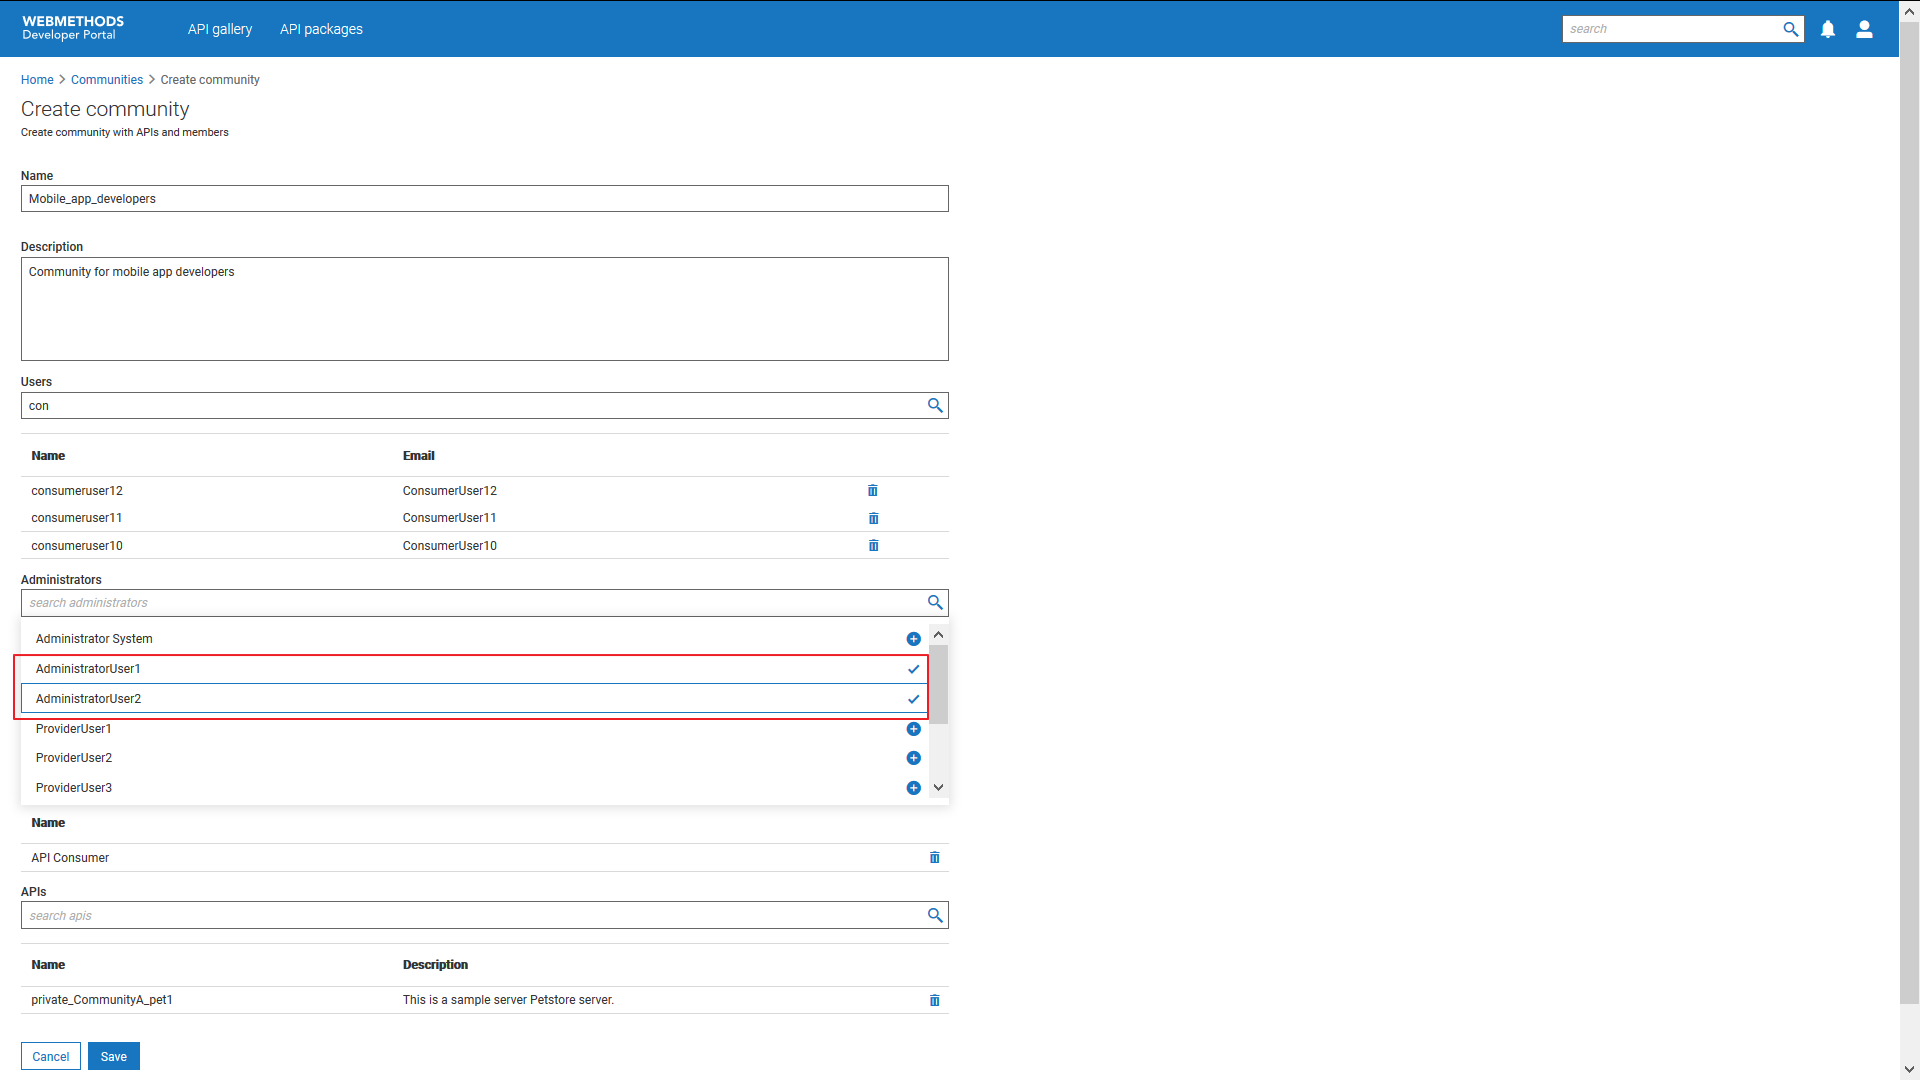 WEBMETHODS
Developer Portal
API gallery
API packages
search
Home > Communities > Create community
Create community
Create community with APIs and members
Name
Mobile_app_developers
Description
Community for mobile app developers
Users
con
Name Email
consumeruser12 ConsumerUser12
consumeruser11 ConsumerUser11
consumeruser10 ConsumerUser10
Administrators
search administrators
Administrator System
AdministratorUser1
AdministratorUser2
ProviderUser1
ProviderUser2
ProviderUser3
Name
API Consumer
APIs
search apis
Name Description
private_CommunityA_pet1 This is a sample server Petstore server.
Cancel Save